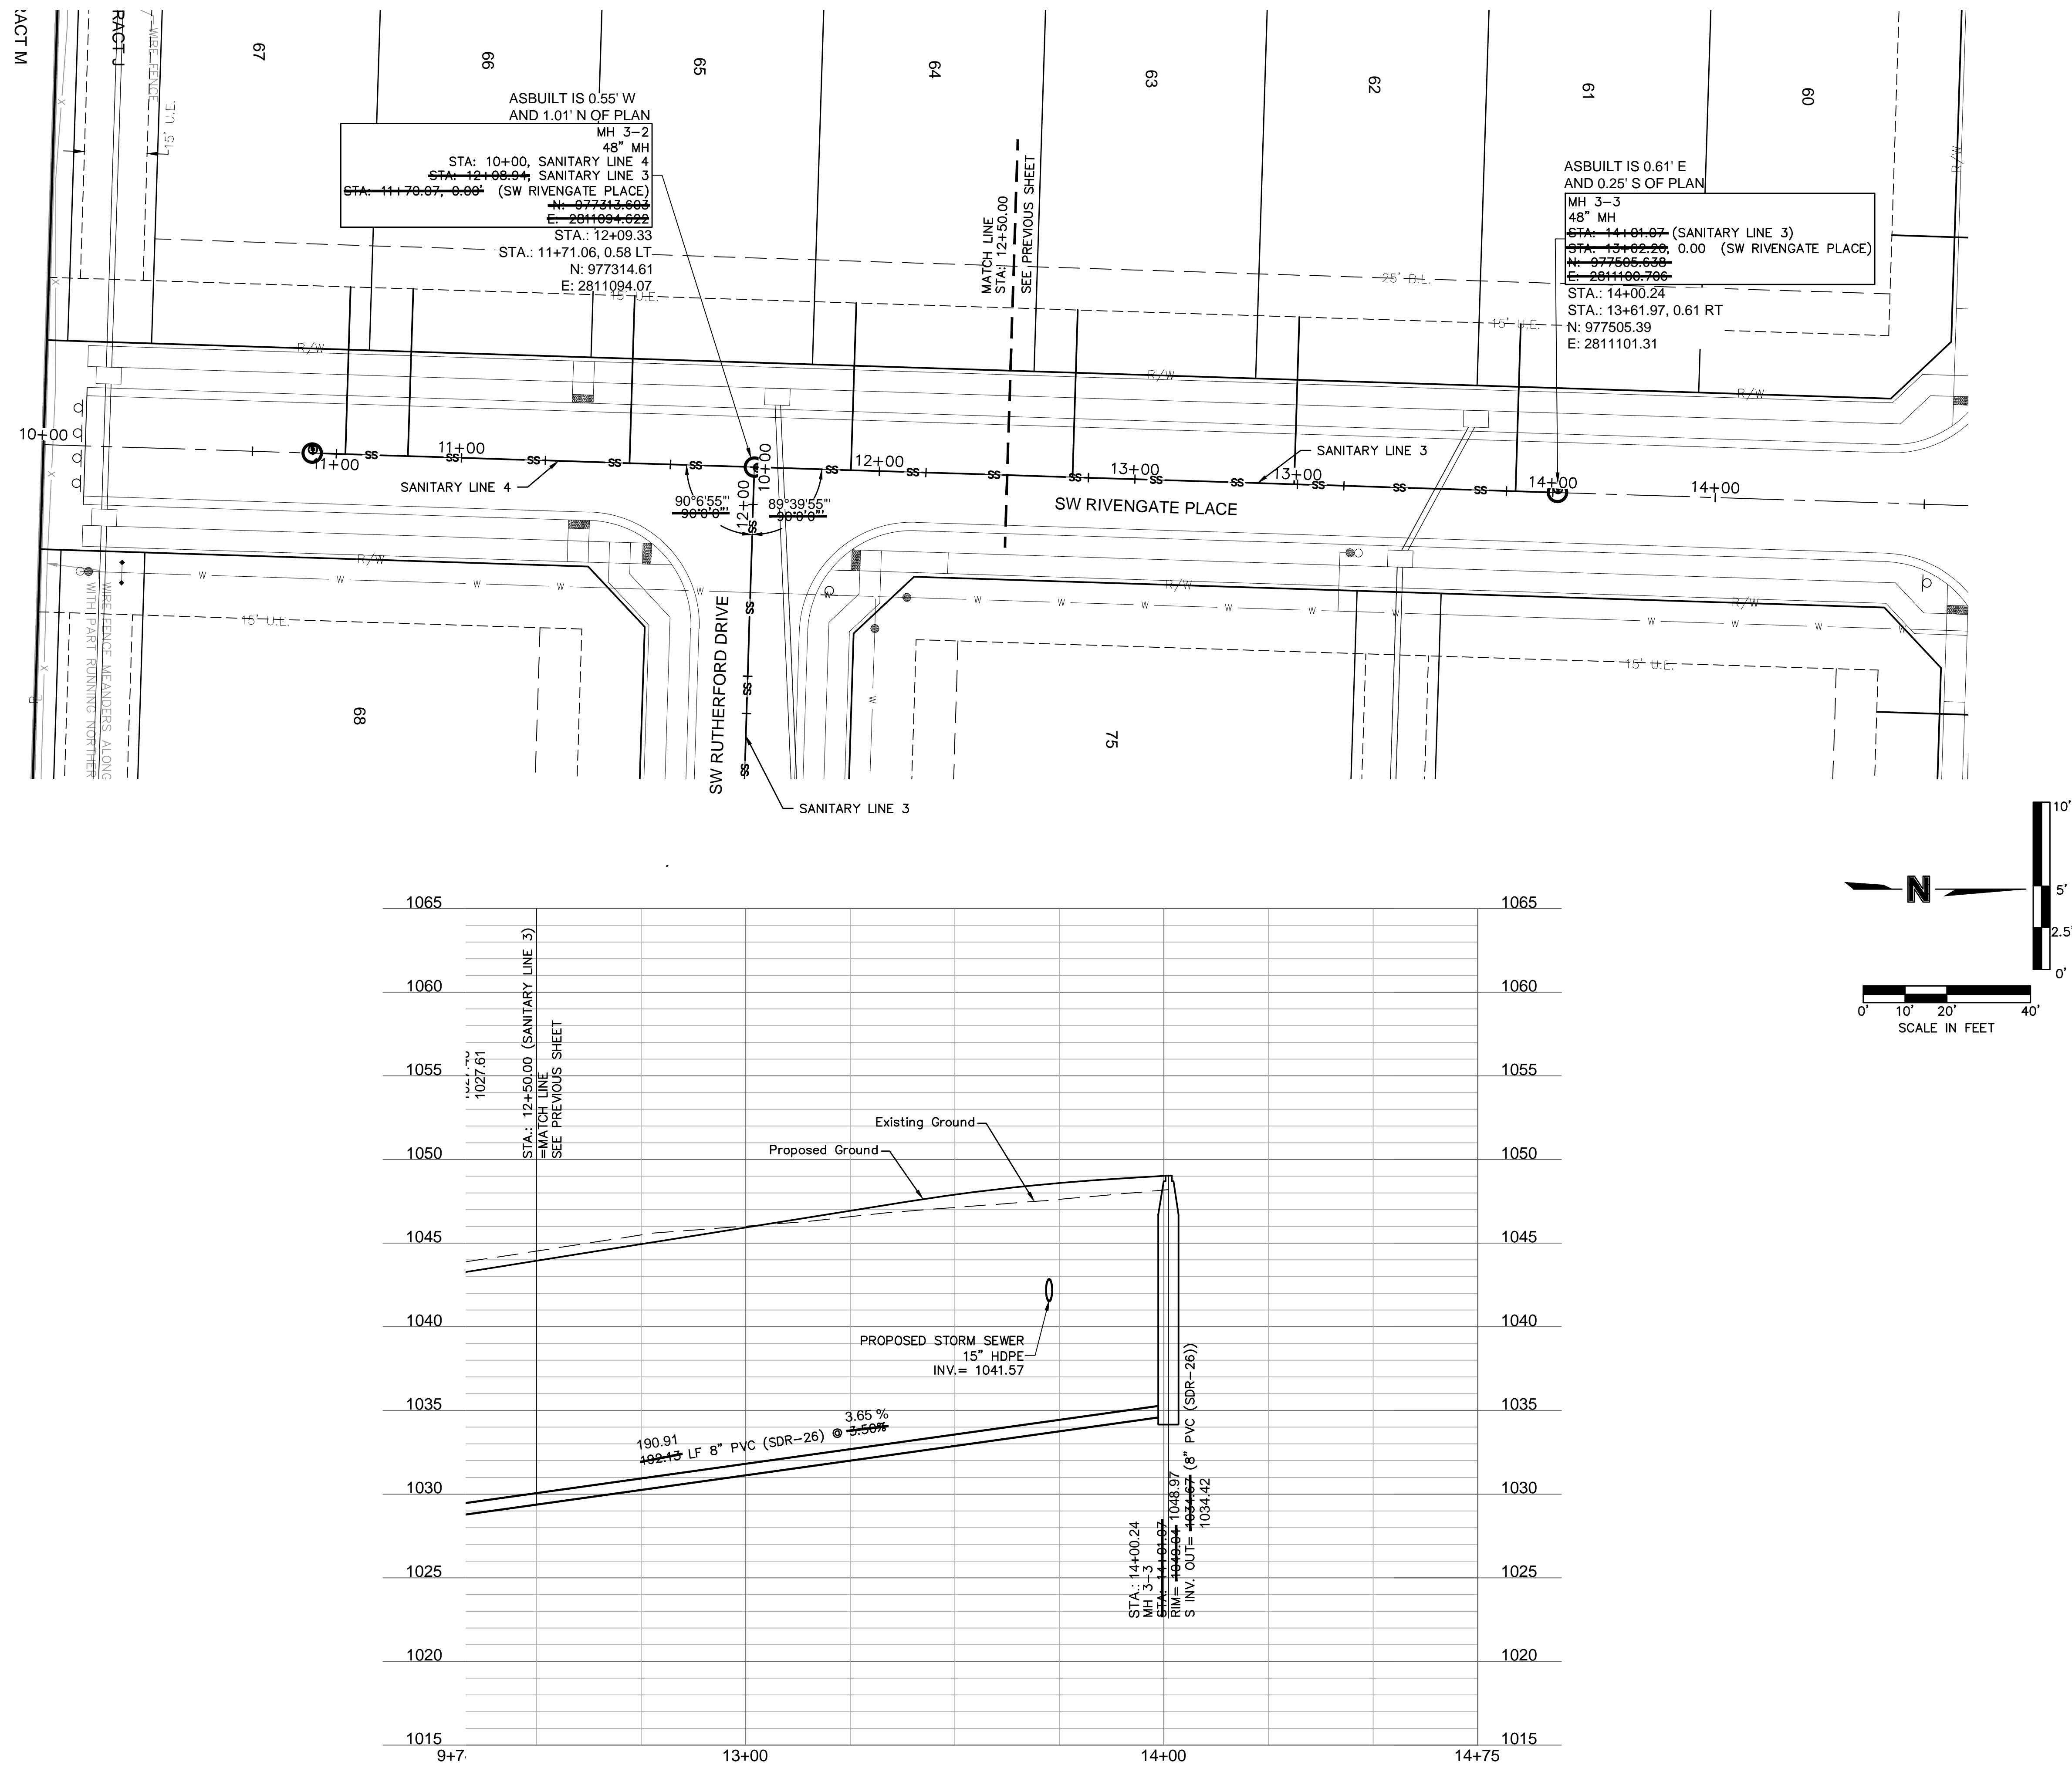 TRACT J
WIRE FENCE
15' U.E.
67
66
65
64
63
62
61
60
R/W
ASBUILT IS 0.55' W
AND 1.01' N OF PLAN
MH 3-2
48" MH
STA: 10+00, SANITARY LINE 4
STA: 12+08.94, SANITARY LINE 3
STA: 11+70.07, 0.00' (SW RIVENGATE PLACE)
N: 977313.603
E: 2811094.622
STA.: 12+09.33
STA.: 11+71.06, 0.58 LT
N: 977314.61
E: 2811094.07
15' U.E.
MATCH LINE
STA: 12+50.00
SEE PREVIOUS SHEET
ASBUILT IS 0.61' E
AND 0.25' S OF PLAN
MH 3-3
48" MH
STA: 14+01.07 (SANITARY LINE 3)
STA: 13+62.20, 0.00 (SW RIVENGATE PLACE)
N: 977505.638
E: 2811100.706
STA.: 14+00.24
STA.: 13+61.97, 0.61 RT
N: 977505.39
E: 2811101.31
25' B.L.
15' U.E.
R/W
R/W
R/W
10+00
11+00
11+00
10+00
12+00
12+00
13+00
13+00
14+00
14+00
SANITARY LINE 4
SANITARY LINE 3
90°6'55"
90°0'0"
89°39'55"
90°0'0"
SW RIVENGATE PLACE
R/W
R/W
R/W
15' U.E.
15' U.E.
WIRE FENCE MEANDERS ALONG
WITH PART RUNNING NORTHER
68
75
SW RUTHERFORD DRIVE
SANITARY LINE 3
N
10'
5'
2.5'
0'
0' 10' 20' 40'
SCALE IN FEET
1065
1060
1055
1050
1045
1040
1035
1030
1025
1020
1015
1065
1060
1055
1050
1045
1040
1035
1030
1025
1020
1015
1027.61
STA.: 12+50.00 (SANITARY LINE 3)
=MATCH LINE
SEE PREVIOUS SHEET
Existing Ground
Proposed Ground
PROPOSED STORM SEWER
15" HDPE
INV.= 1041.57
3.65 %
190.91
192.13 LF 8" PVC (SDR-26) @ 3.50%
STA.: 14+00.24
MH 3-3
STA: 14+01.07
RIM= 1049.04 1048.97
S INV. OUT= 1034.67 (8" PVC (SDR-26))
1034.42
13+00
14+00
14+75